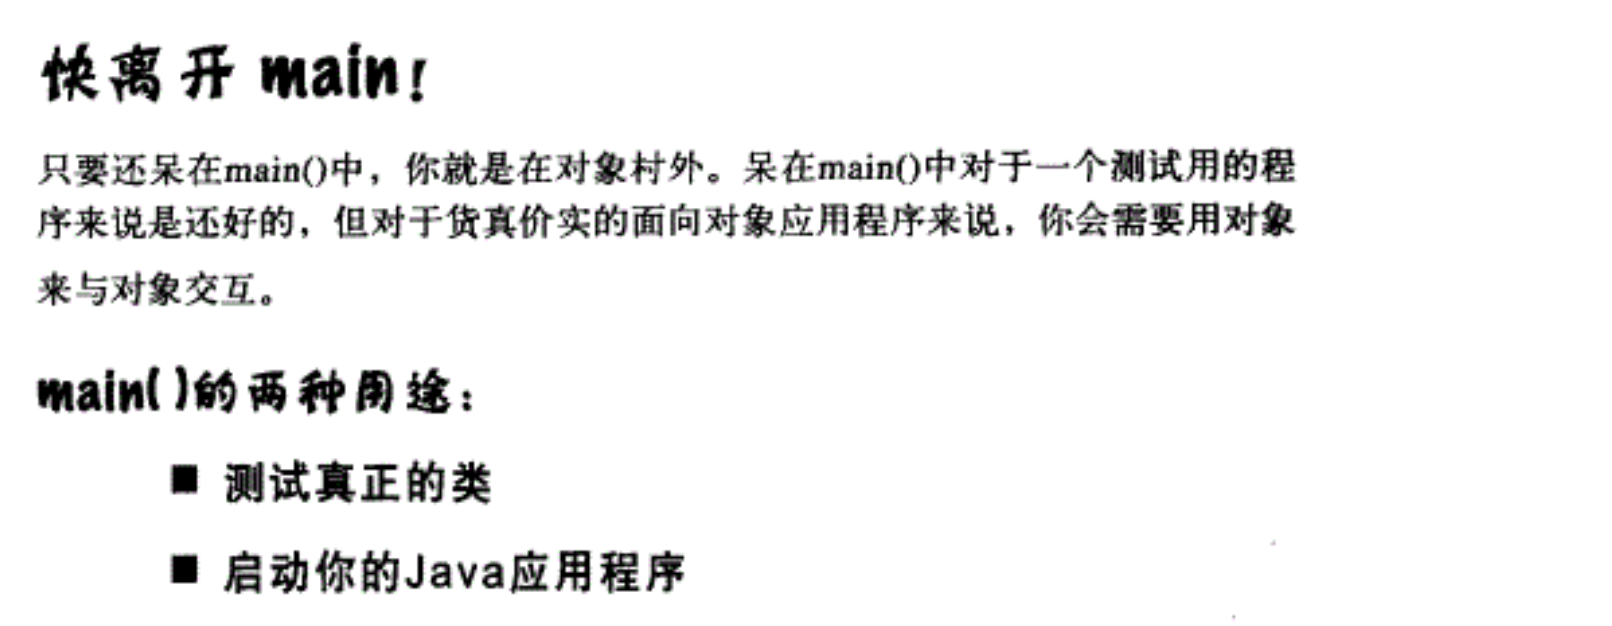 快离开 main！
只要还呆在main()中，你就是在对象村外。呆在main()中对于一个测试用的程
序来说是还好的，但对于货真价实的面向对象应用程序来说，你会需要用对象
来与对象交互。
main( )的两种用途：
■ 测试真正的类
■ 启动你的Java应用程序